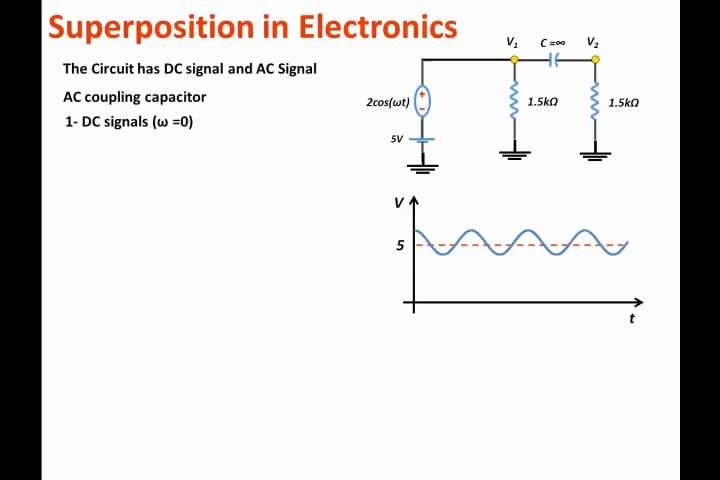 Superposition in Electronics
The Circuit has DC signal and AC Signal
AC coupling capacitor
1- DC signals (ω =0)
V1 C ≈∞ V2
2cos(ωt) + − 1.5kΩ 1.5kΩ
5V
V
5
t